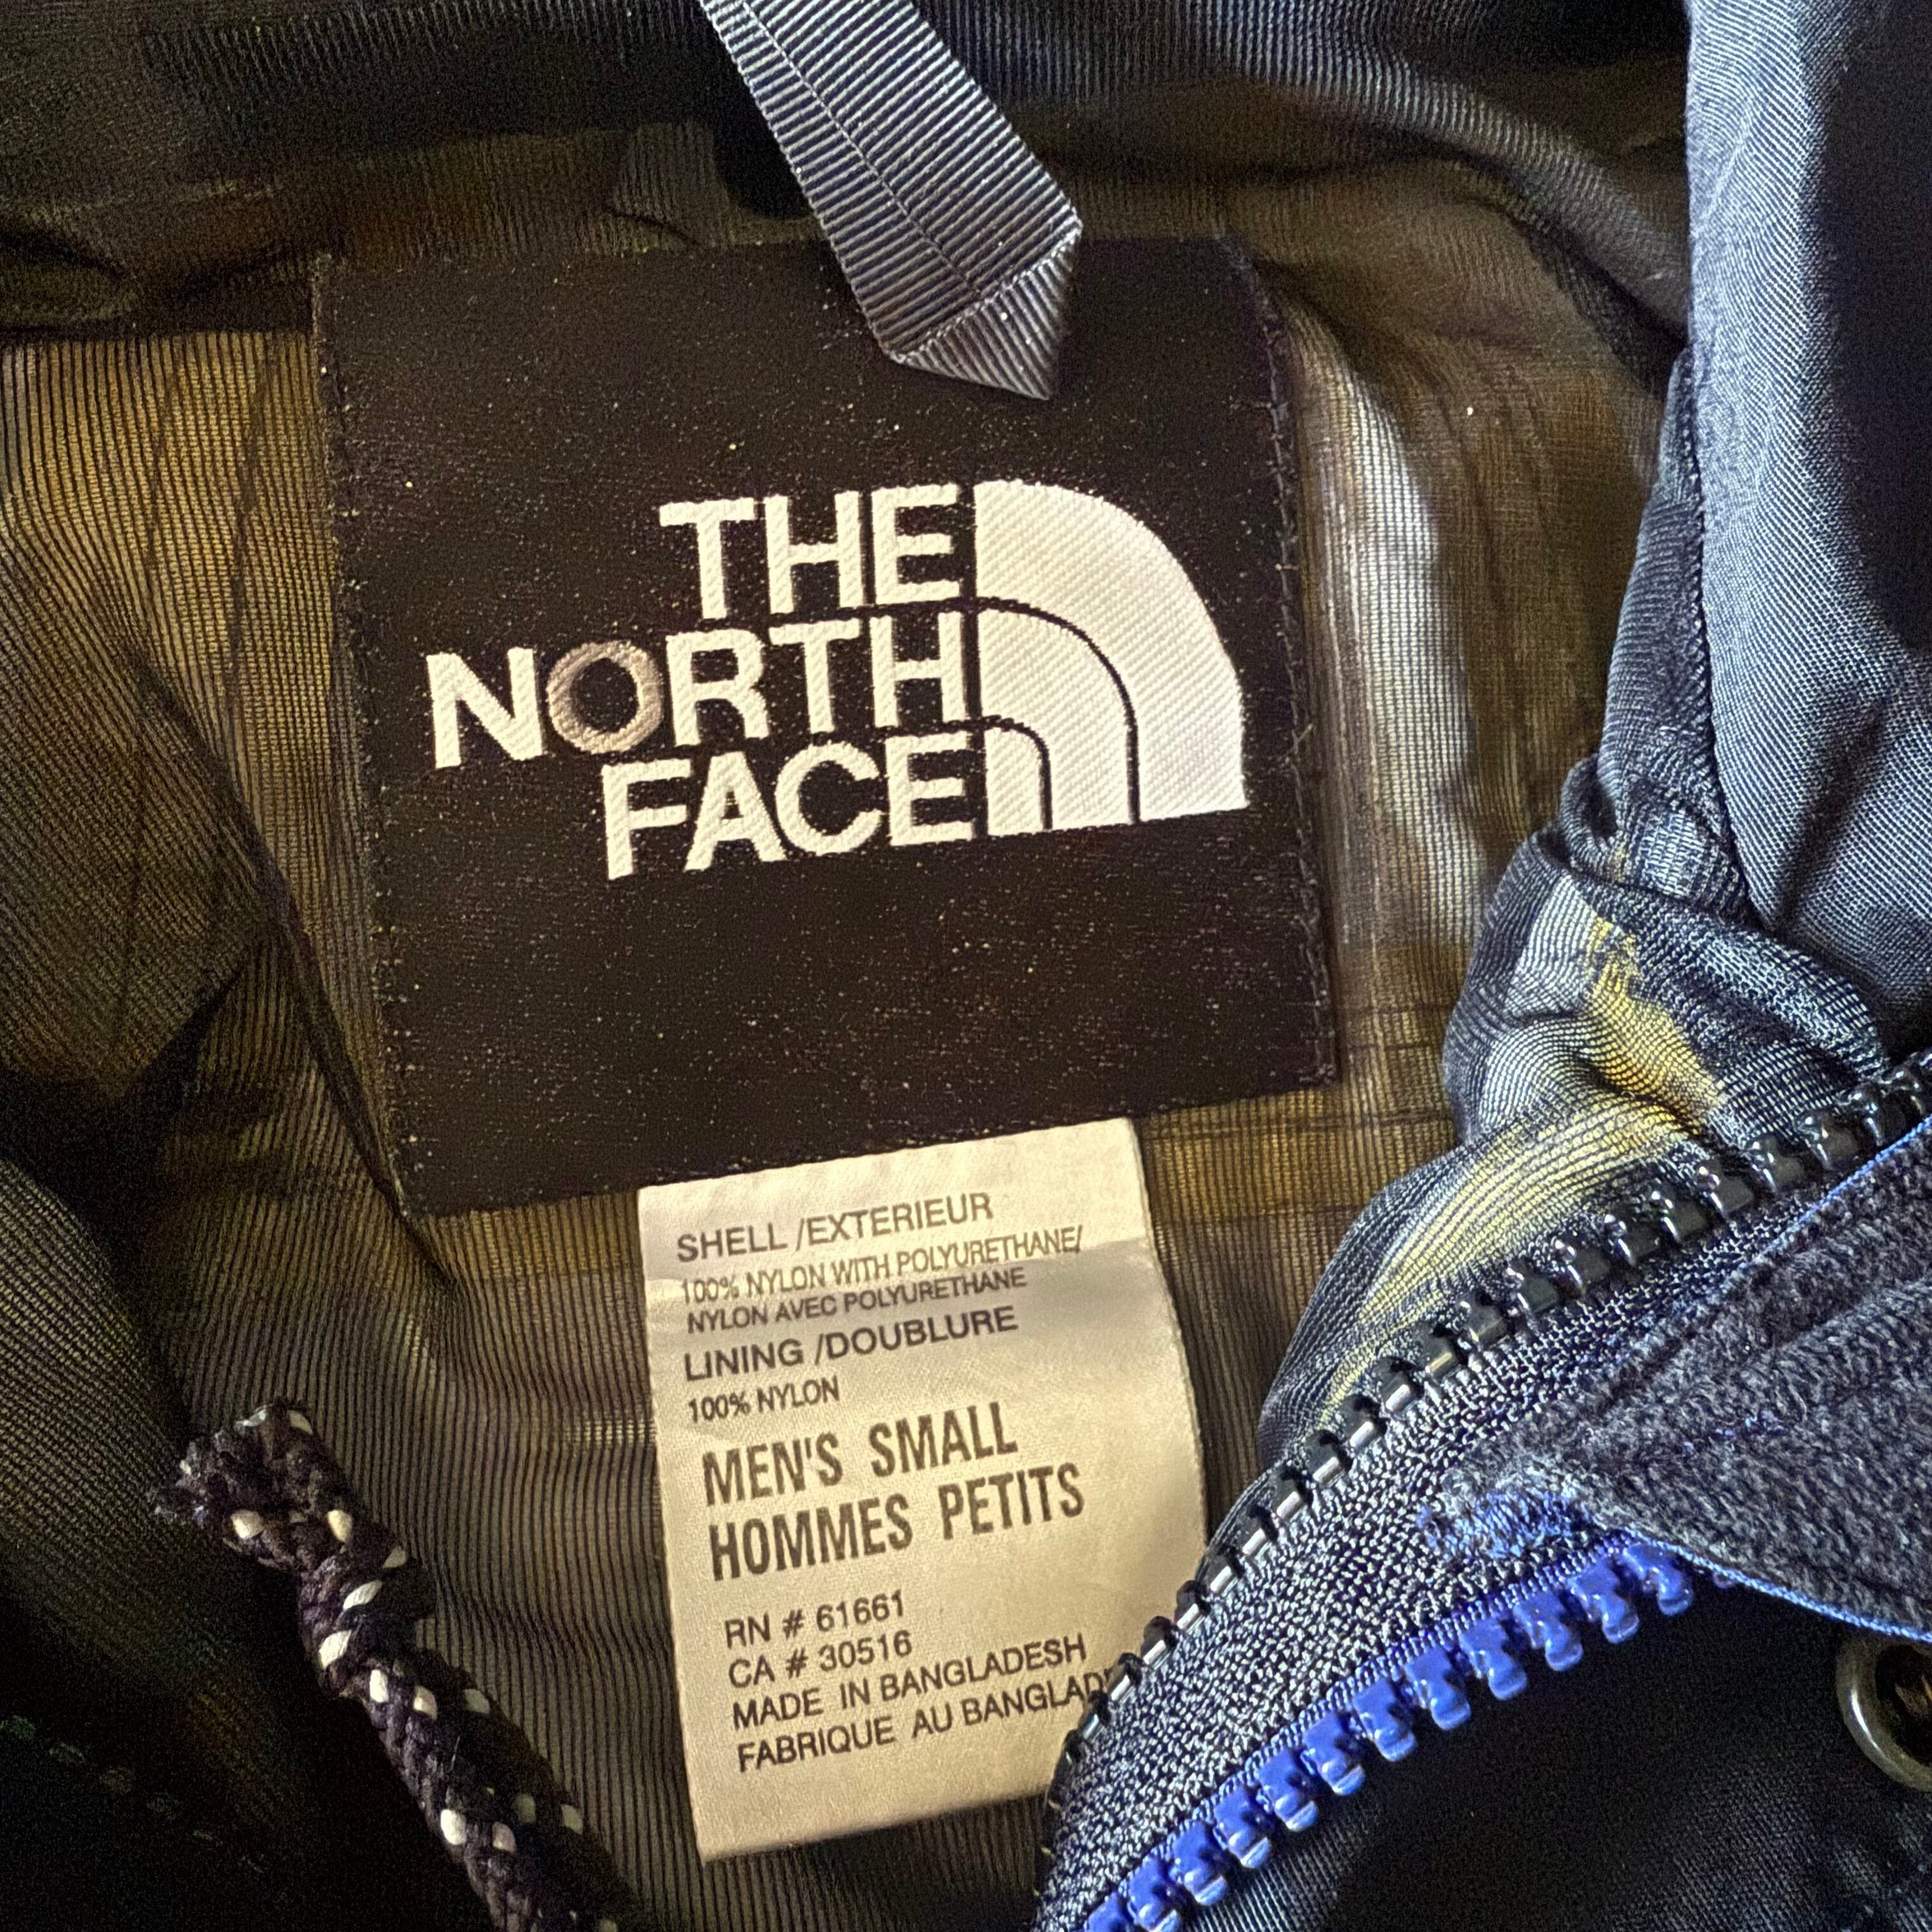 THE
NORTH
FACE
SHELL /EXTERIEUR
100% NYLON WITH POLYURETHANE/
NYLON AVEC POLYURETHANE
LINING /DOUBLURE
100% NYLON
MEN'S SMALL
HOMMES PETITS
RN # 61661
CA # 30516
MADE IN BANGLADESH
FABRIQUE AU BANGLAD